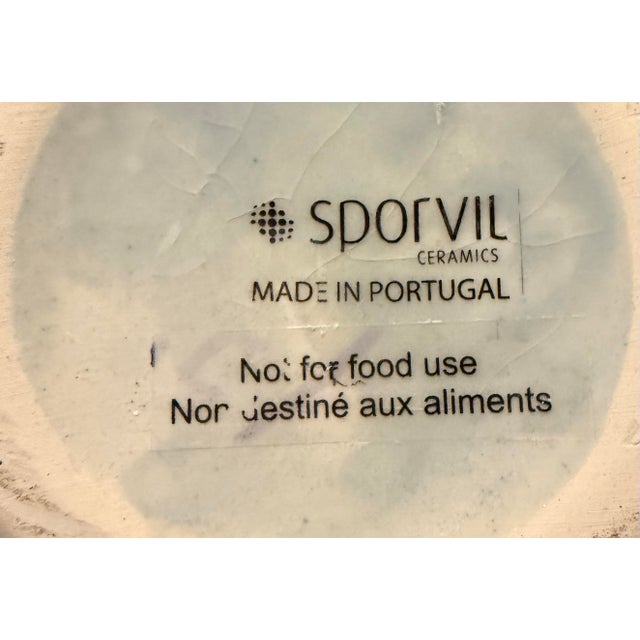 sporvil
CERAMICS
MADE IN PORTUGAL
Not for food use
Non destiné aux aliments